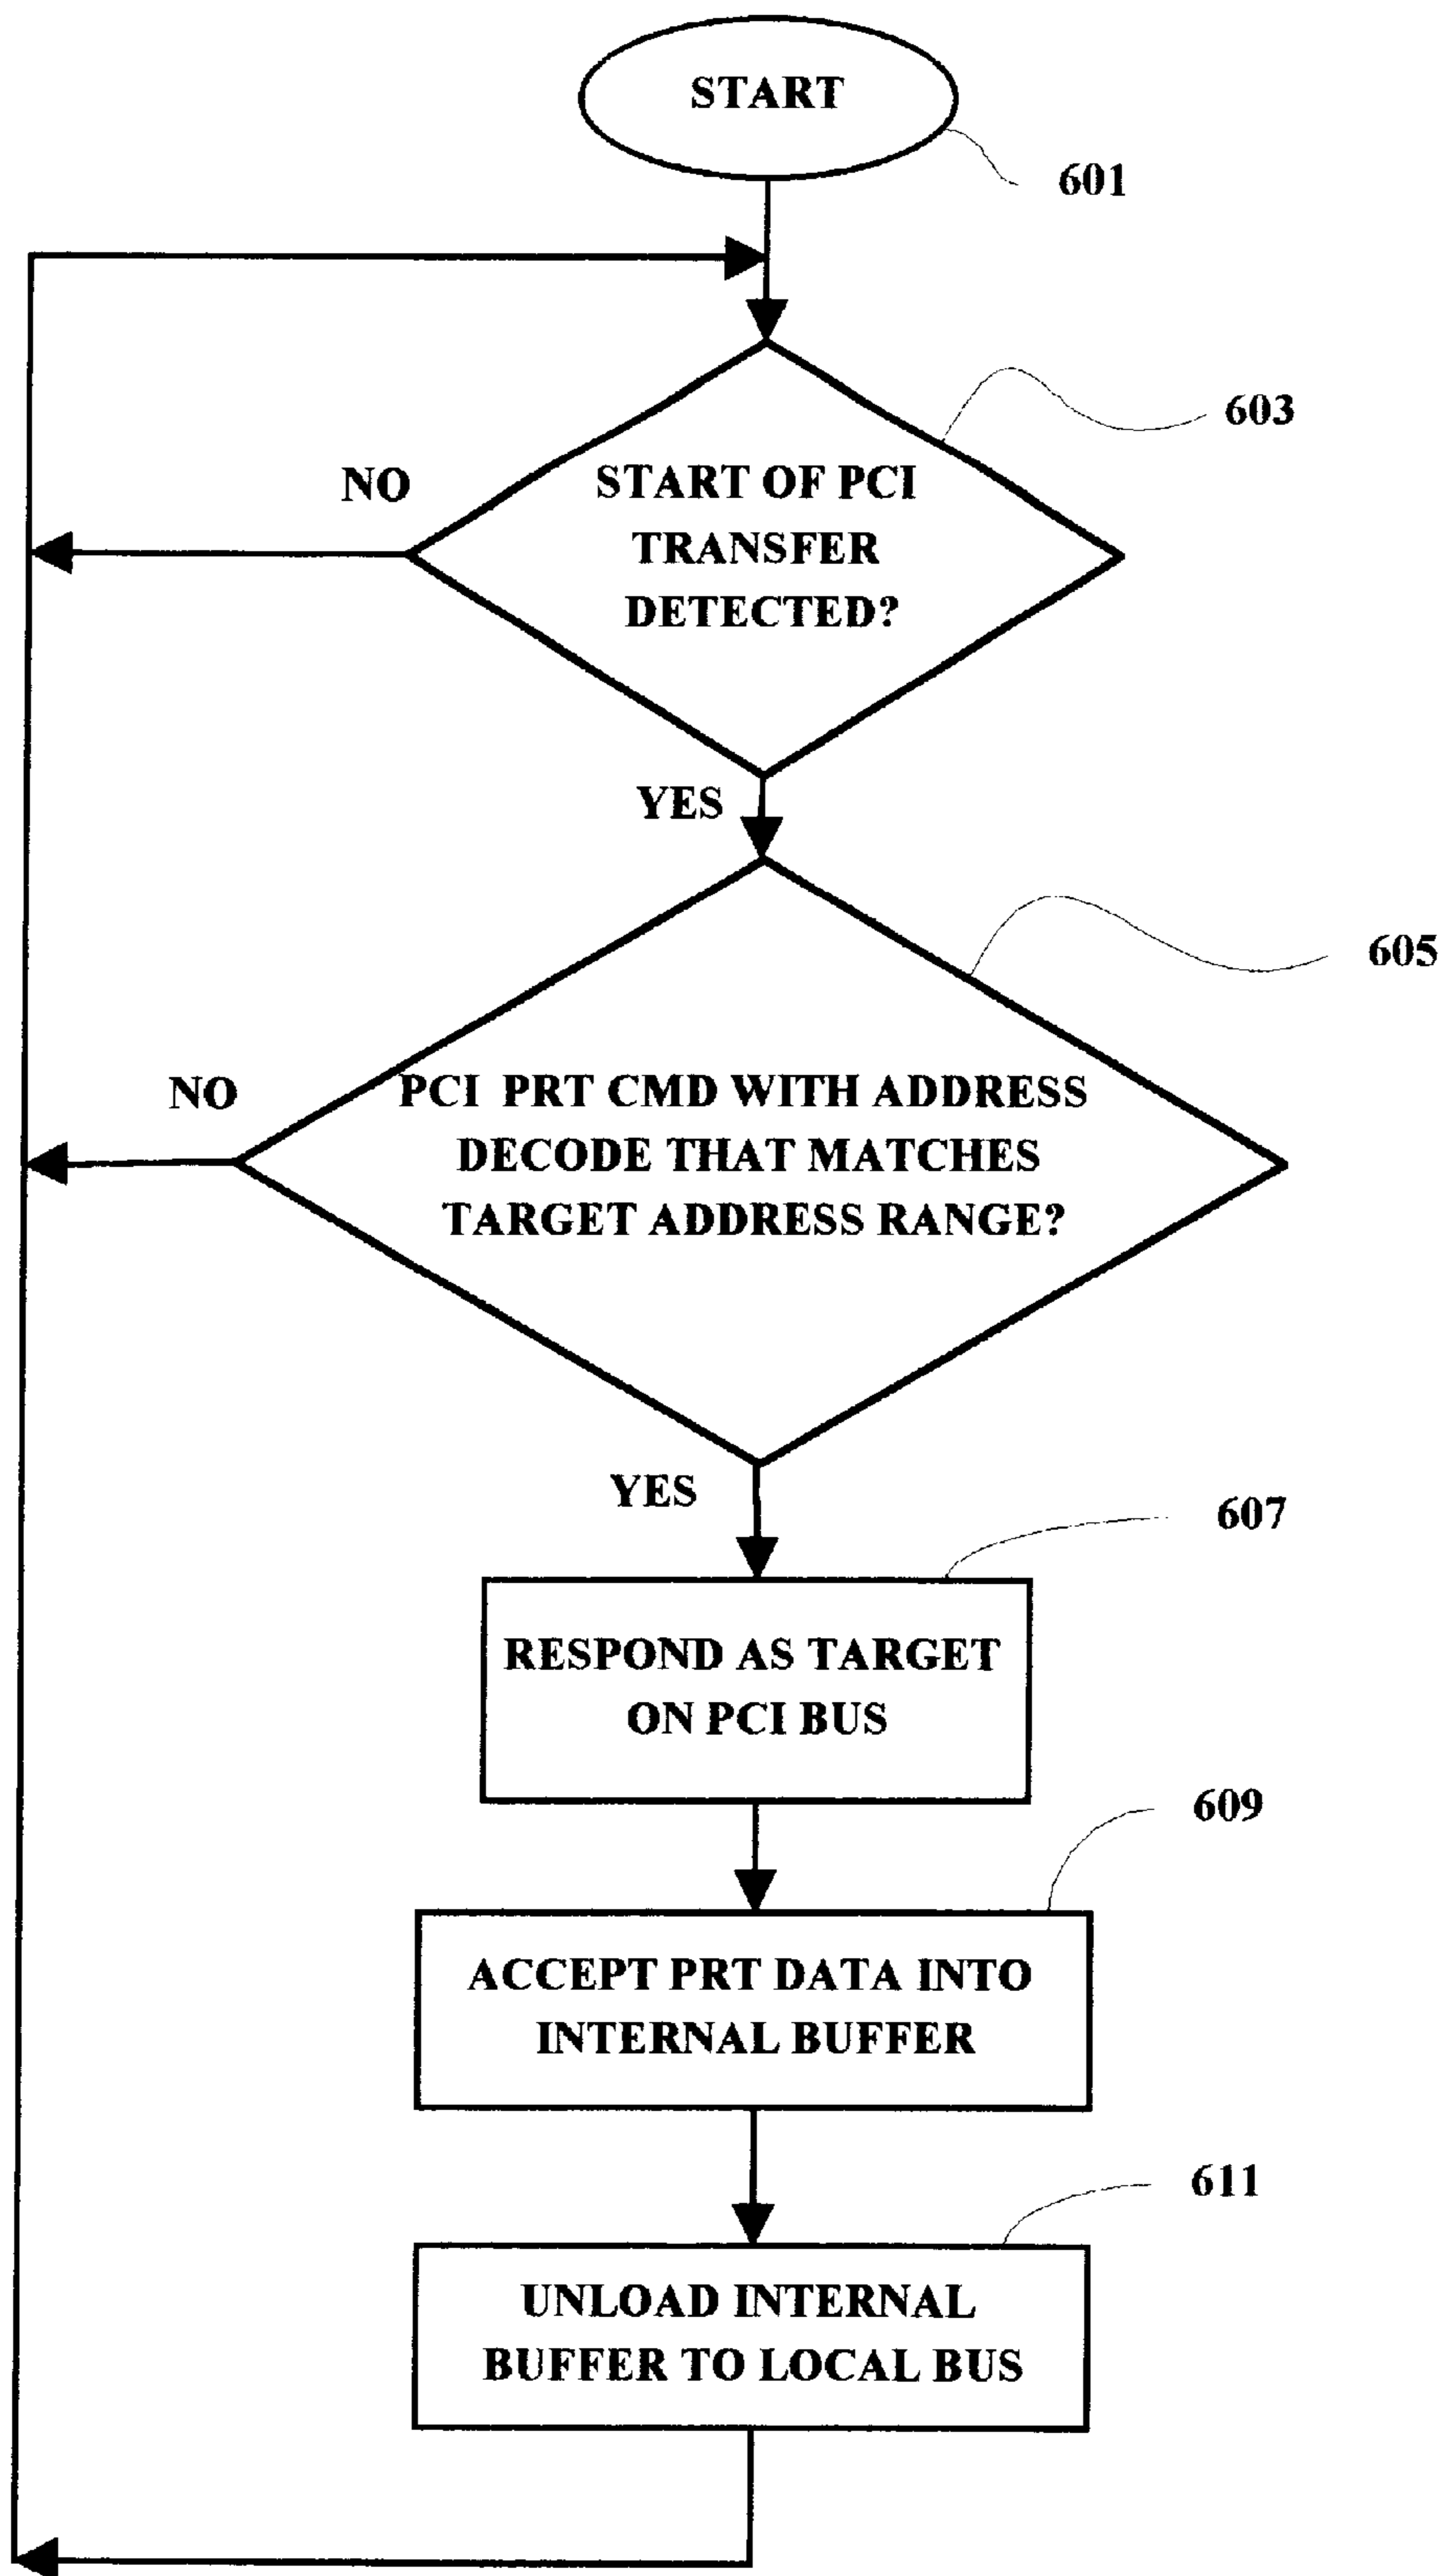 START
601
603
NO
START OF PCI
TRANSFER
DETECTED?
YES
605
NO
PCI PRT CMD WITH ADDRESS
DECODE THAT MATCHES
TARGET ADDRESS RANGE?
YES
607
RESPOND AS TARGET
ON PCI BUS
609
ACCEPT PRT DATA INTO
INTERNAL BUFFER
611
UNLOAD INTERNAL
BUFFER TO LOCAL BUS